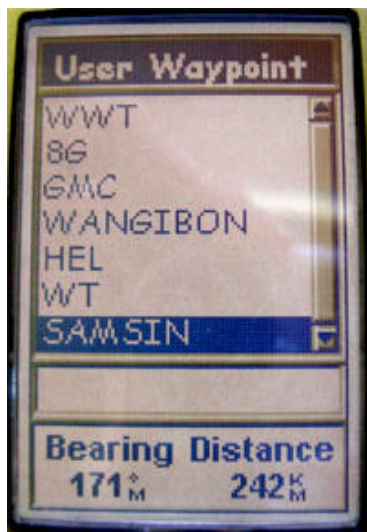 User Waypoint
WWT
8G
GMC
WANGIBON
HEL
WT
SAMSIN
Bearing Distance
171°M 242KM